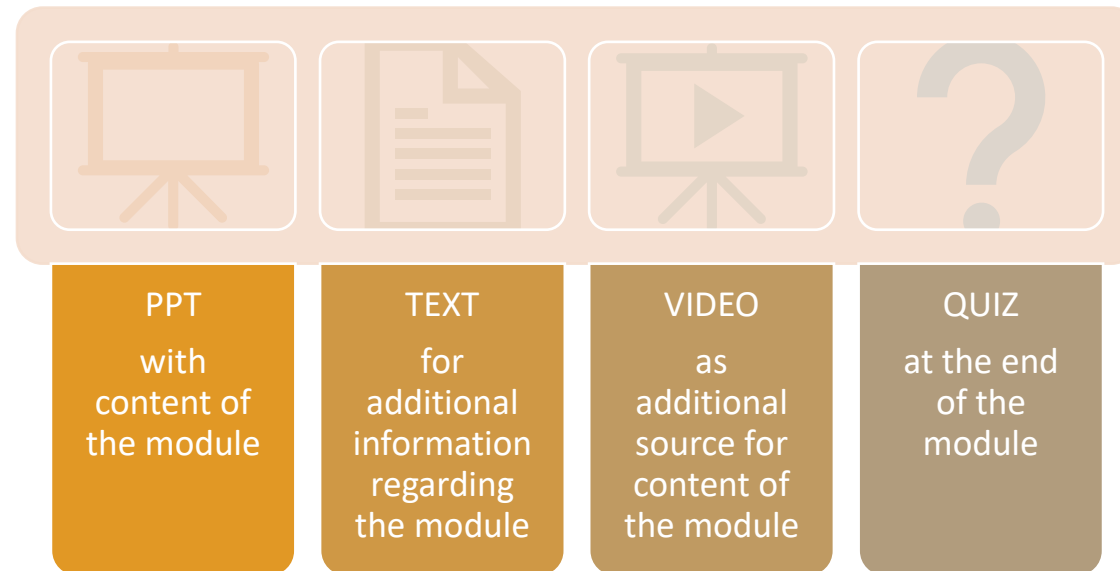 PPT
with
content of
the module
TEXT
for
additional
information
regarding
the module
VIDEO
as
additional
source for
content of
the module
QUIZ
at the end
of the
module